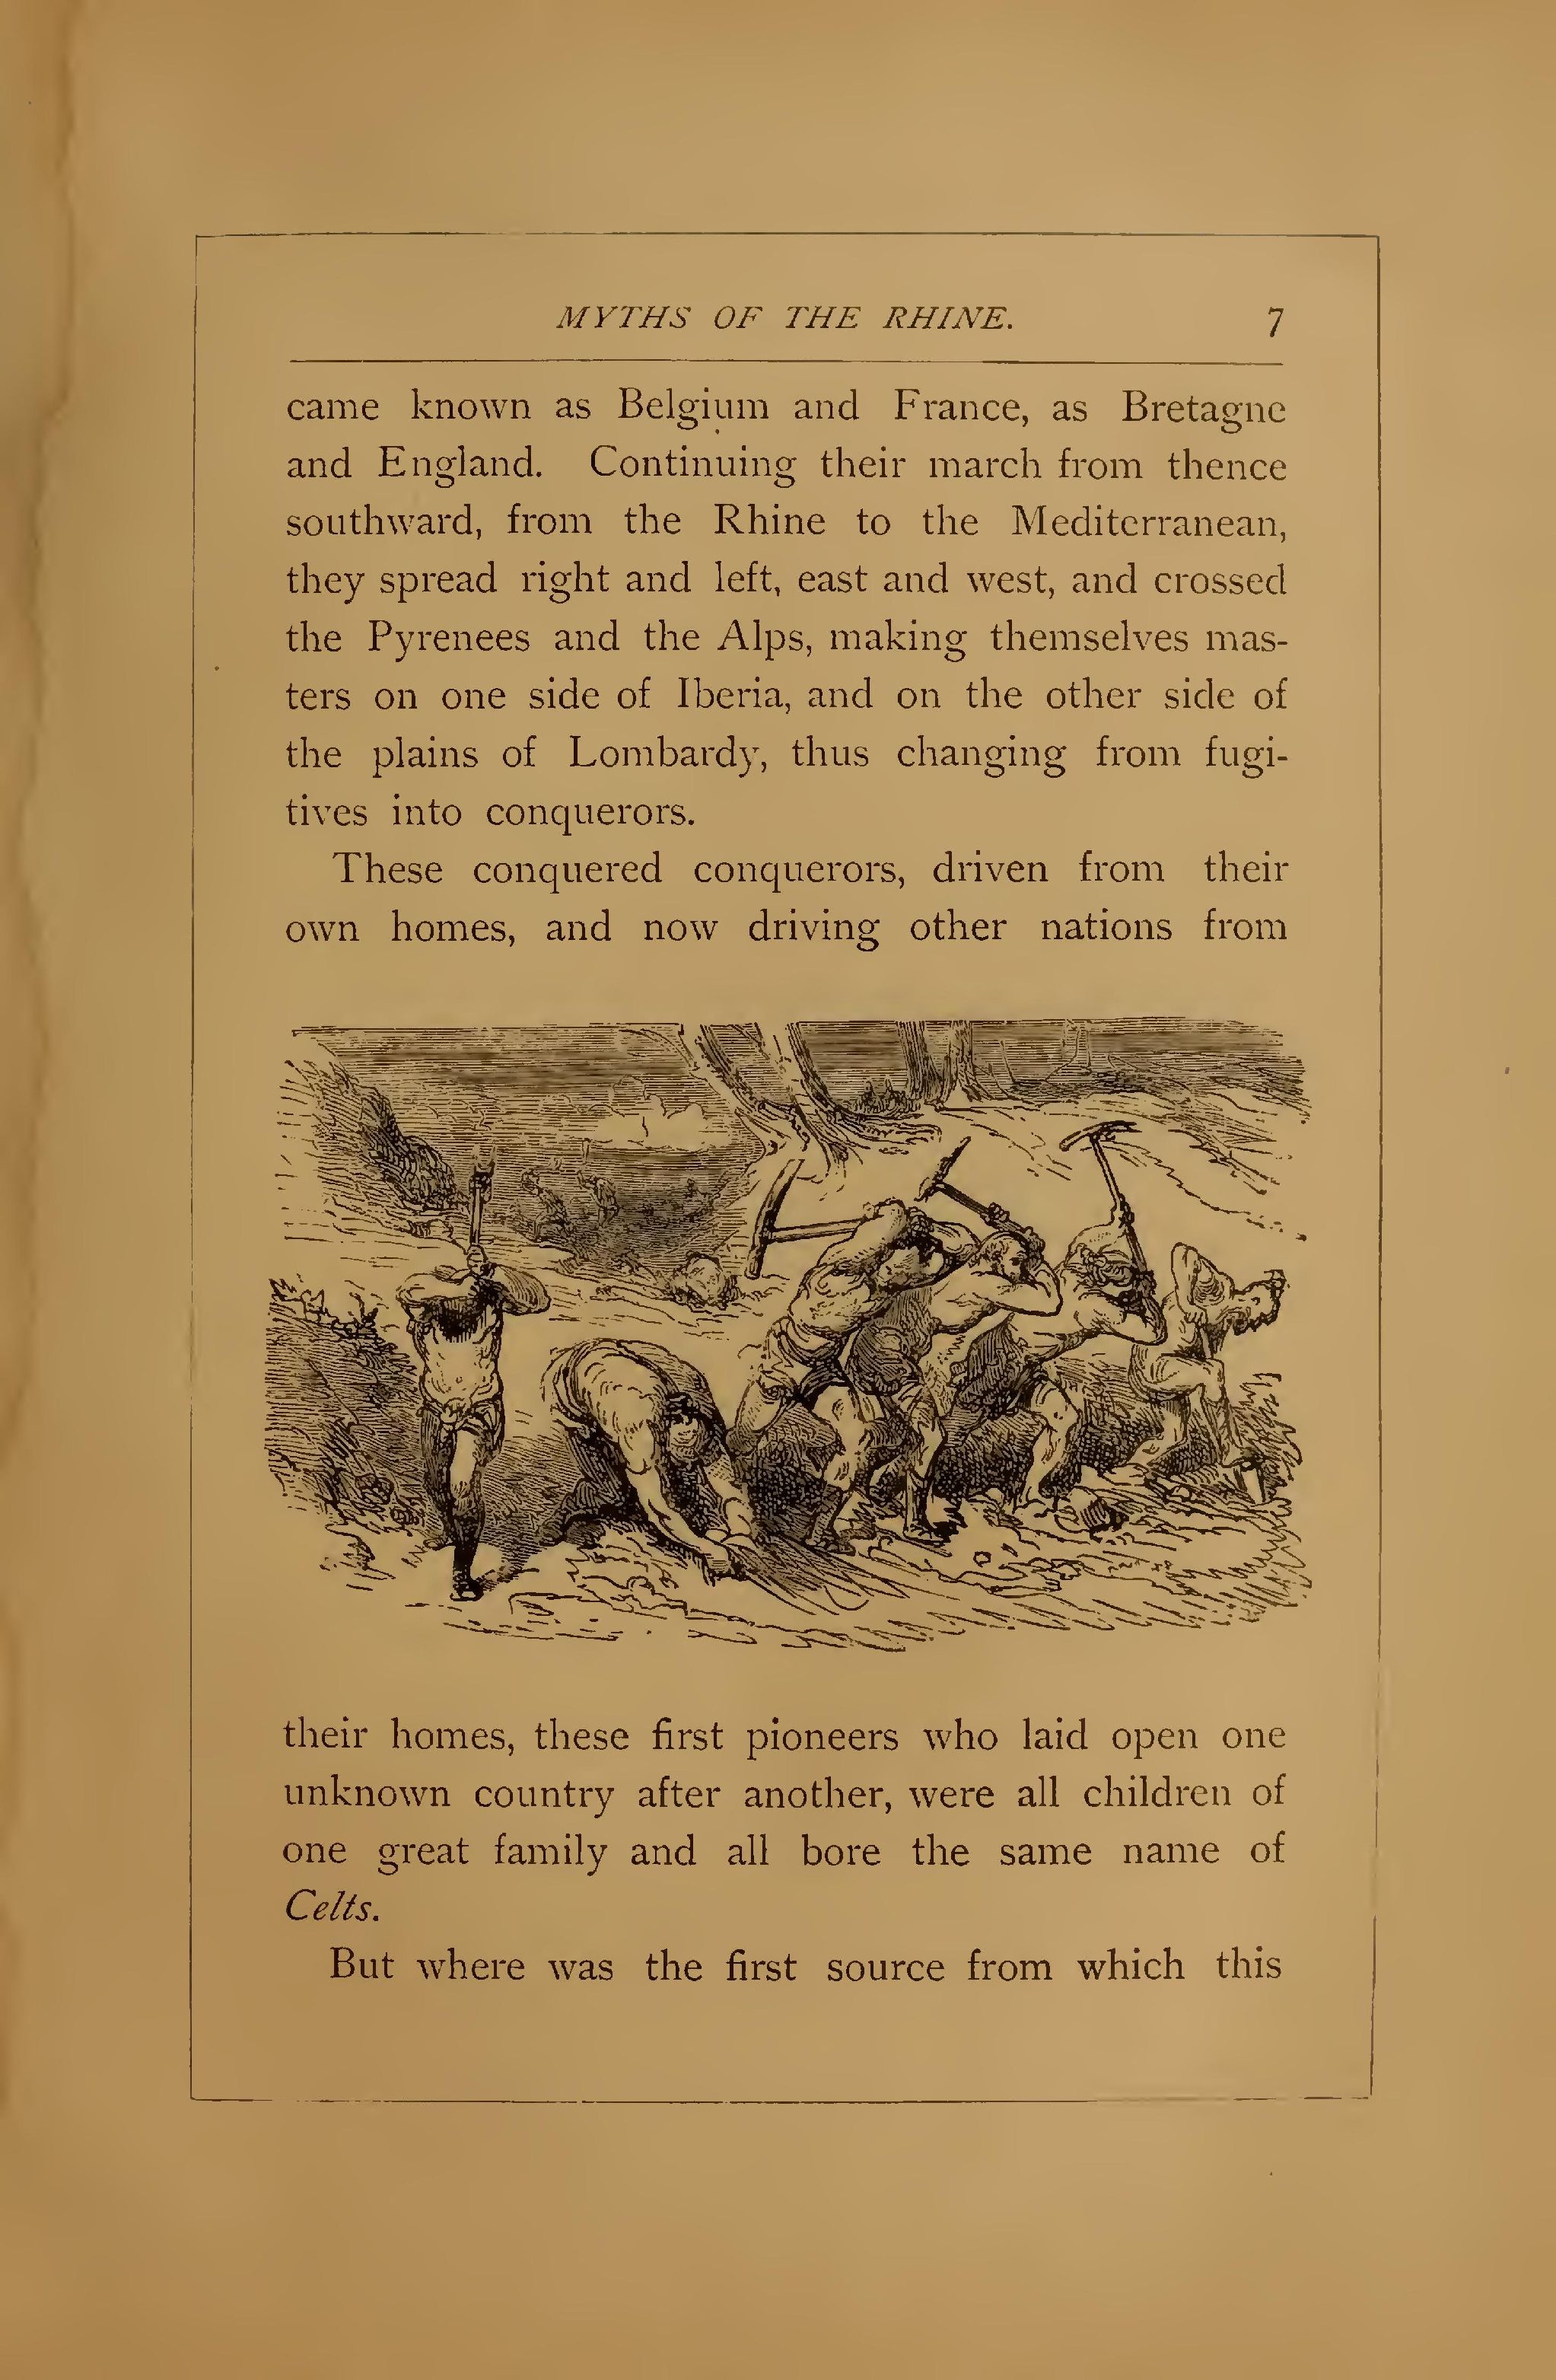 MYTHS OF THE RHINE. 7
came known as Belgium and France, as Bretagne
and England. Continuing their march from thence
southward, from the Rhine to the Mediterranean,
they spread right and left, east and west, and crossed
the Pyrenees and the Alps, making themselves mas-
ters on one side of Iberia, and on the other side of
the plains of Lombardy, thus changing from fugi-
tives into conquerors.
These conquered conquerors, driven from their
own homes, and now driving other nations from
their homes, these first pioneers who laid open one
unknown country after another, were all children of
one great family and all bore the same name of
Celts.
But where was the first source from which this